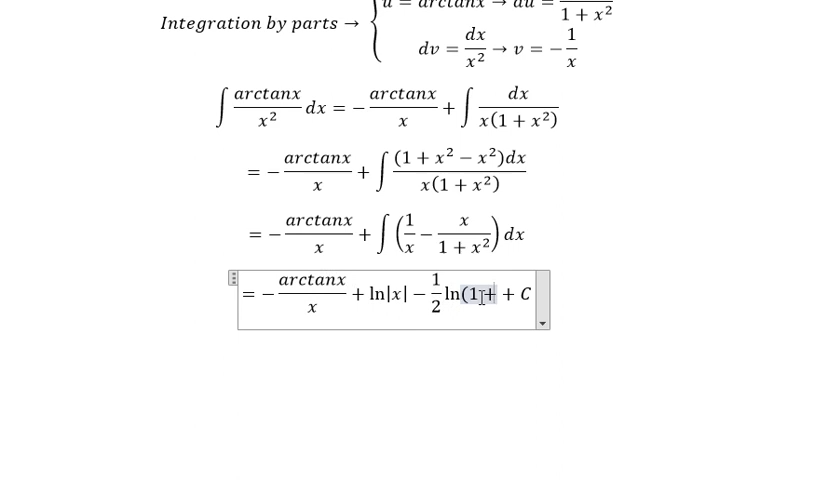 u = arctanx → du = dx/(1 + x²)
Integration by parts →
dv = dx/x² → v = −1/x
∫ arctanx/x² dx = − arctanx/x + ∫ dx/(x(1 + x²))
= − arctanx/x + ∫ (1 + x² − x²)dx/(x(1 + x²))
= − arctanx/x + ∫ (1/x − x/(1 + x²)) dx
= − arctanx/x + ln|x| − 1/2 ln(1+ + C